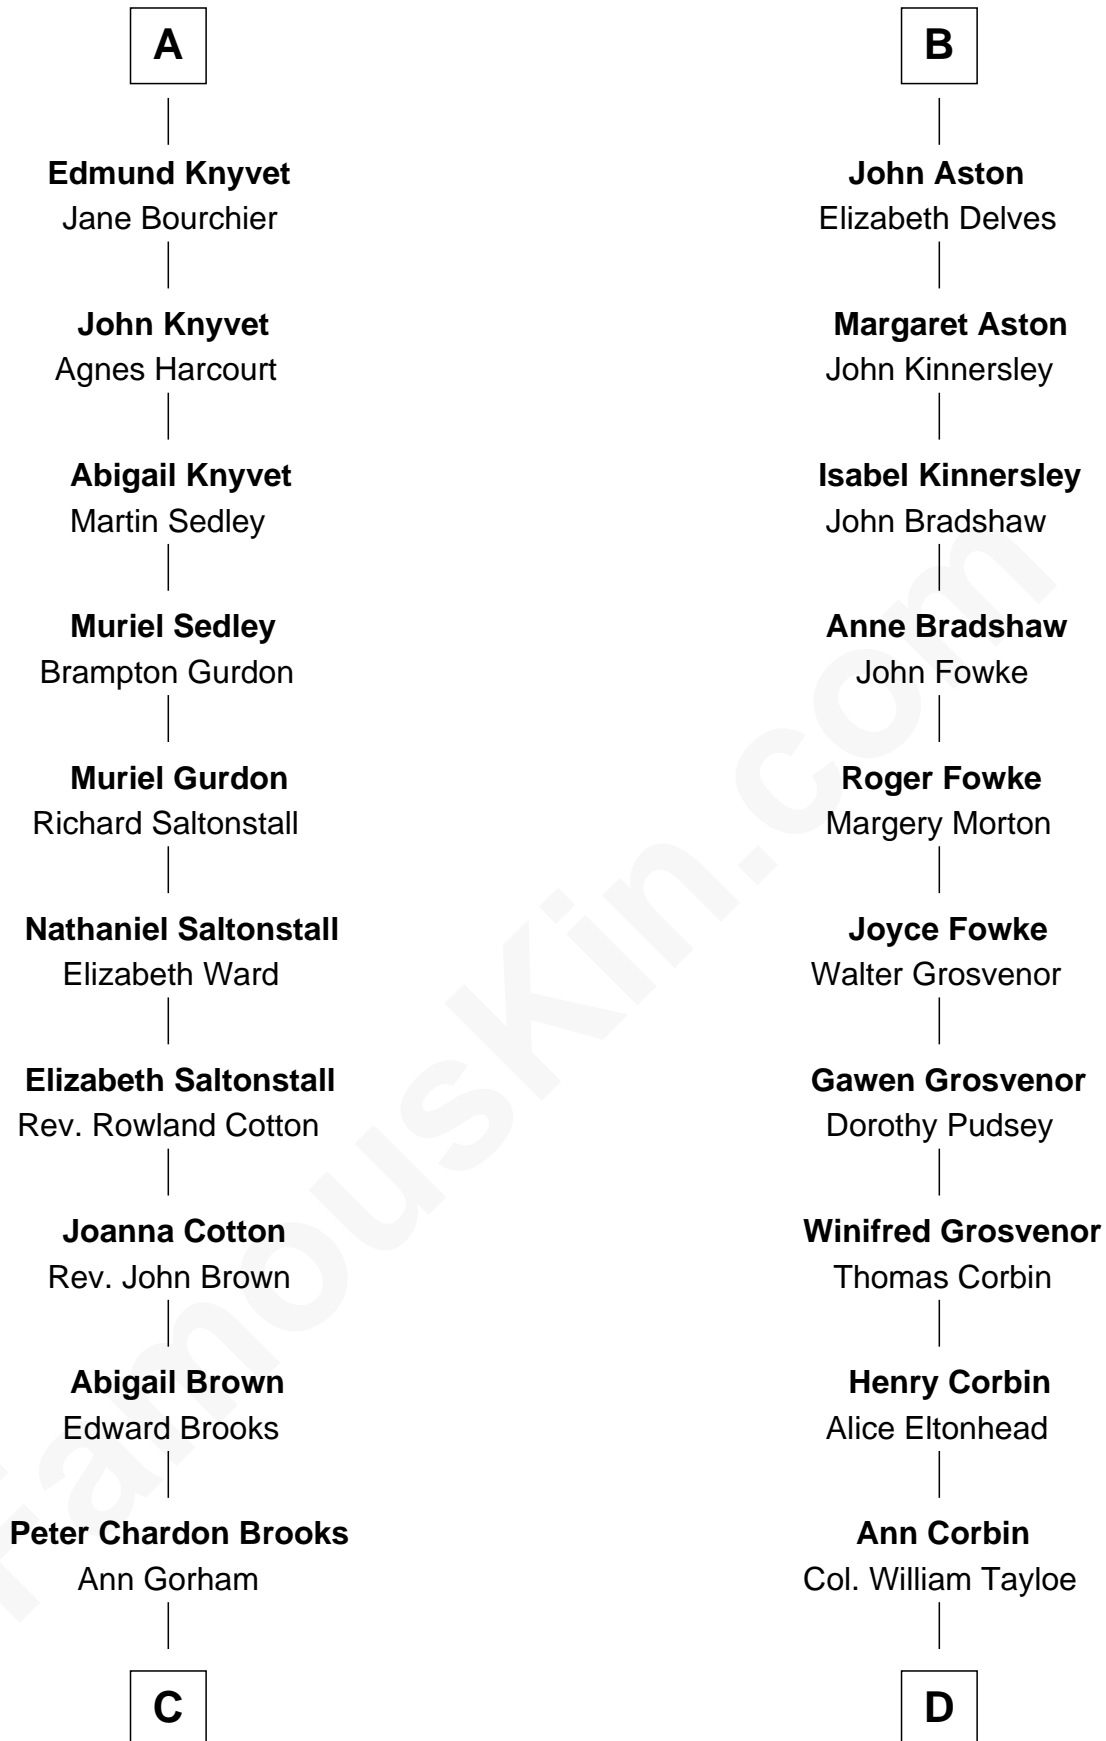 A
Edmund Knyvet
Jane Bourchier
John Knyvet
Agnes Harcourt
Abigail Knyvet
Martin Sedley
Muriel Sedley
Brampton Gurdon
Muriel Gurdon
Richard Saltonstall
Nathaniel Saltonstall
Elizabeth Ward
Elizabeth Saltonstall
Rev. Rowland Cotton
Joanna Cotton
Rev. John Brown
Abigail Brown
Edward Brooks
Peter Chardon Brooks
Ann Gorham
C
B
John Aston
Elizabeth Delves
Margaret Aston
John Kinnersley
Isabel Kinnersley
John Bradshaw
Anne Bradshaw
John Fowke
Roger Fowke
Margery Morton
Joyce Fowke
Walter Grosvenor
Gawen Grosvenor
Dorothy Pudsey
Winifred Grosvenor
Thomas Corbin
Henry Corbin
Alice Eltonhead
Ann Corbin
Col. William Tayloe
D
FamousKin.com